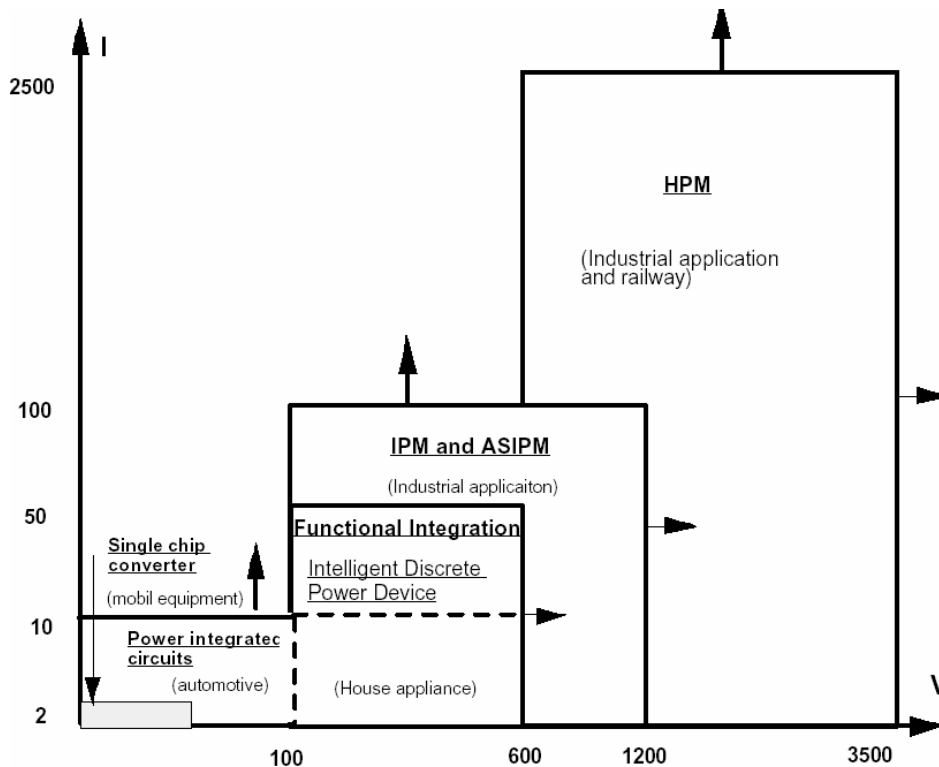 I
2500
HPM
(Industrial application
and railway)
100
IPM and ASIPM
(Industrial applicaiton)
50
Functional Integration
Single chip
converter
(mobil equipment)
Intelligent Discrete
Power Device
10
Power integratec
circuits
(automotive)
(House appliance)
V
2
100
600
1200
3500